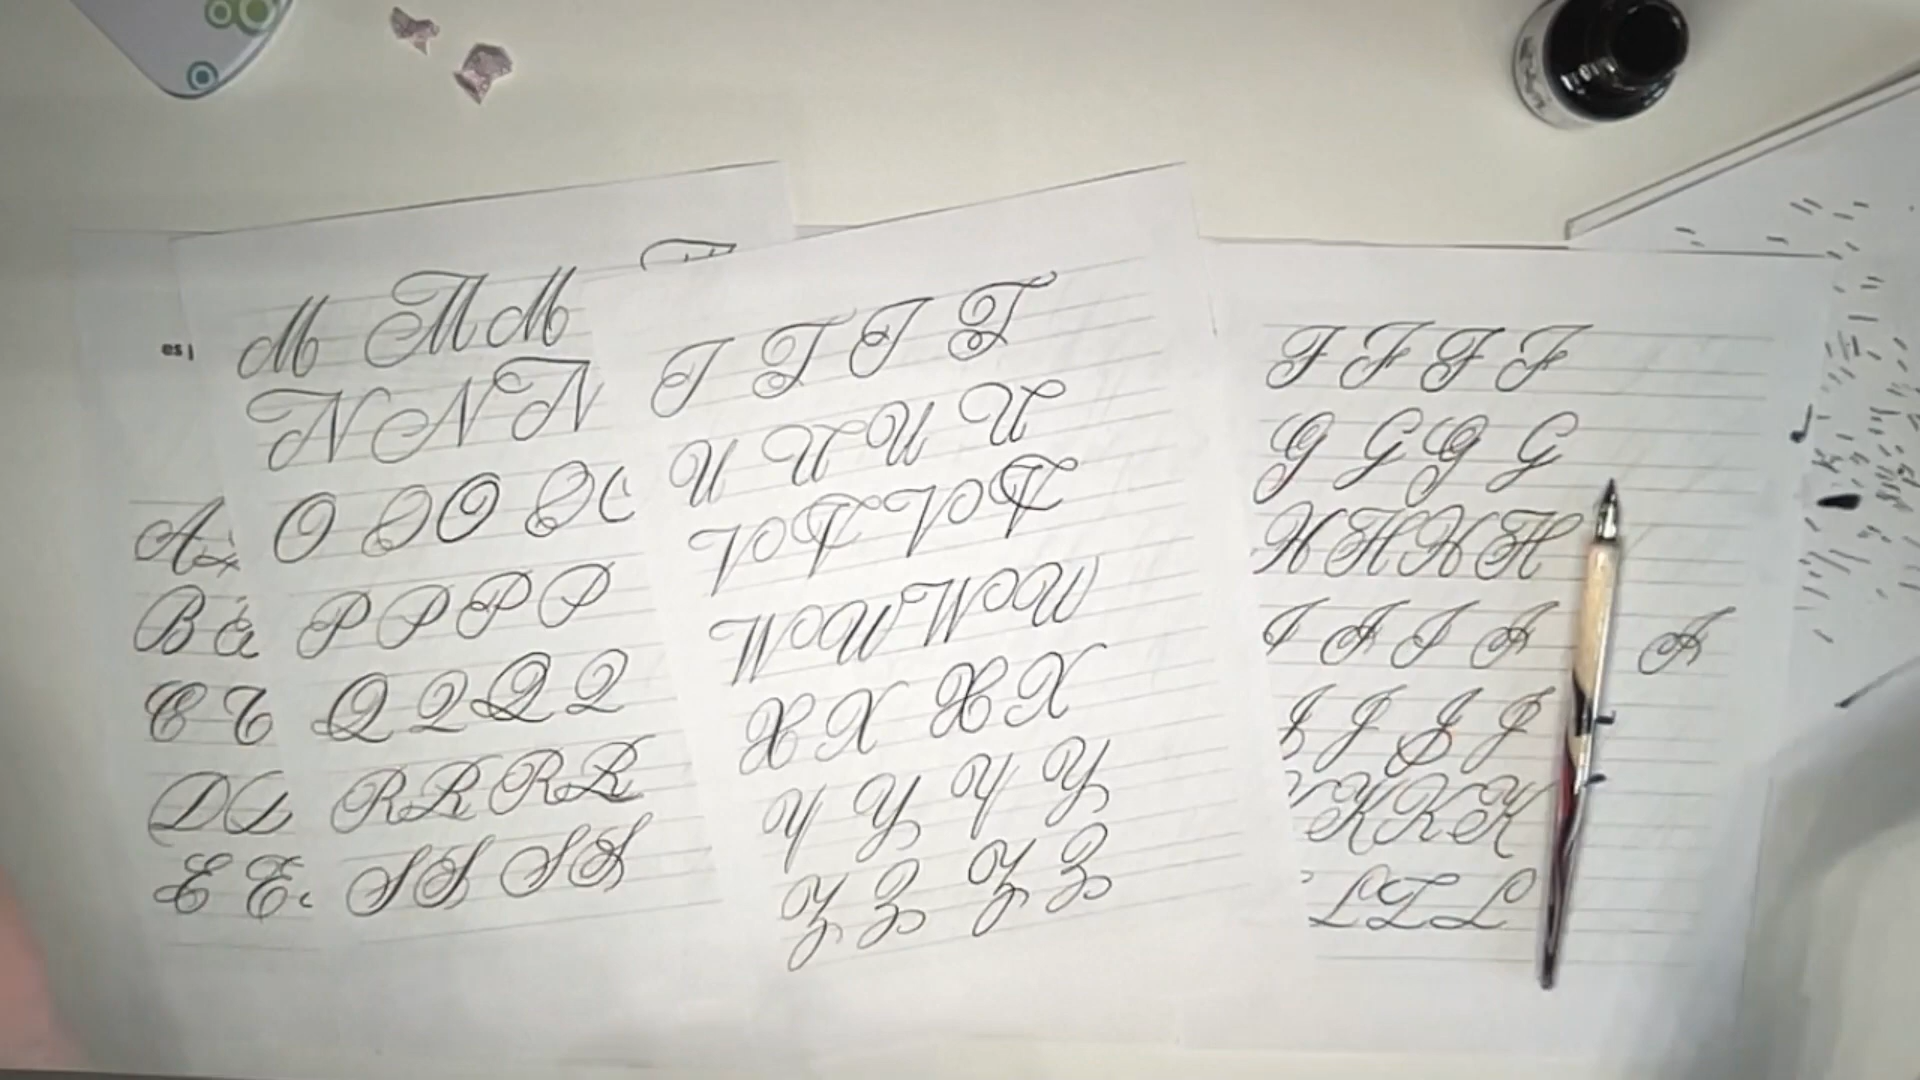 es
A
B a
C C
D D
E E
M M M
N N N
O O O O
P P P P
Q Q Q Q
R R R R
S S S S
T T T T
U U U U
V V V V
W W W W
X X X X
Y Y Y Y
Z Z Z Z
F F F F
G G G G
H H H H
I I I I I
J J J J
K K K
L L L